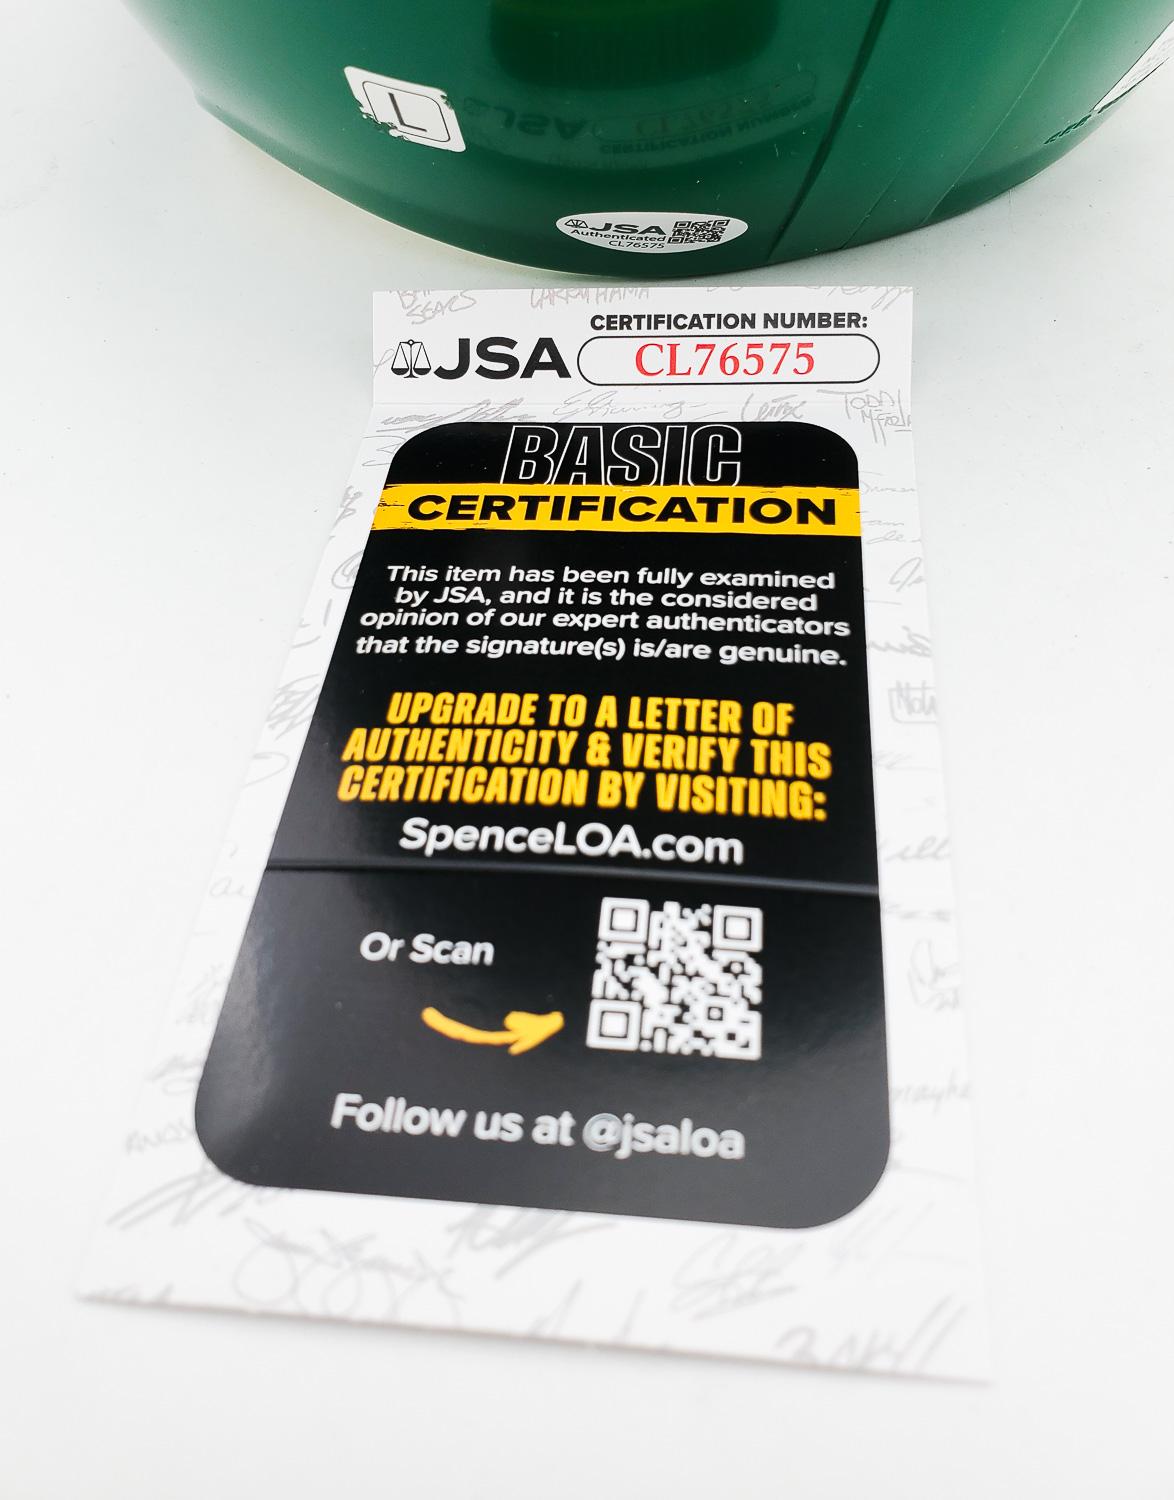 L
JSA
Authenticated
CL76575
CERTIFICATION NUMBER:
JSA
CL76575
BASIC
CERTIFICATION
This item has been fully examined
by JSA, and it is the considered
opinion of our expert authenticators
that the signature(s) is/are genuine.
UPGRADE TO A LETTER OF
AUTHENTICITY & VERIFY THIS
CERTIFICATION BY VISITING:
SpenceLOA.com
Or Scan
Follow us at @jsaloa